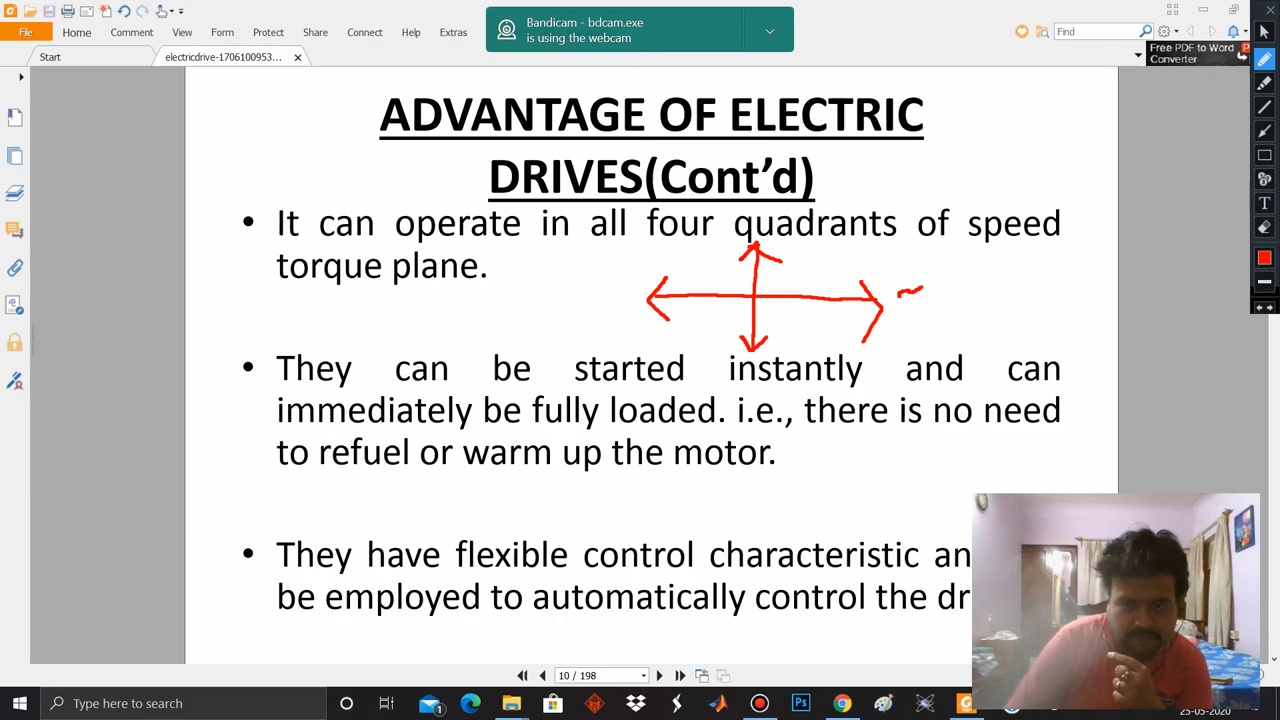 Bandicam - bdcam.exe
is using the webcam
File
Home
Comment
View
Form
Protect
Share
Connect
Help
Extras
Find
Start
electricdrive-1706100953...
Free PDF to Word
Converter
ADVANTAGE OF ELECTRIC
DRIVES(Cont'd)
• It can operate in all four quadrants of speed
torque plane.
• They can be started instantly and can
immediately be fully loaded. i.e., there is no need
to refuel or warm up the motor.
• They have flexible control characteristic an
be employed to automatically control the dr
10 / 198
Type here to search
25-05-2020